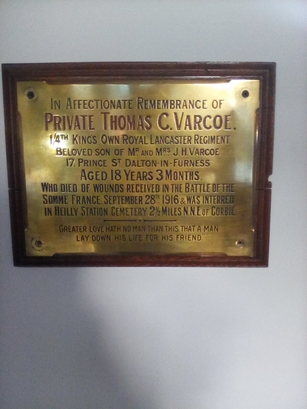 IN AFFECTIONATE REMEMBRANCE OF
PRIVATE THOMAS C. VARCOE.
1/4TH KINGS OWN ROYAL LANCASTER REGIMENT
BELOVED SON OF MR AND MRS J.H VARCOE
17 PRINCE ST DALTON-IN-FURNESS
AGED 18 YEARS 3 MONTHS
WHO DIED OF WOUNDS RECEIVED IN THE BATTLE OF THE
SOMME FRANCE, SEPTEMBER 28TH 1916 & WAS INTERRED
IN HEILLY STATION CEMETERY 2½ MILES N.N.E OF CORBIE
GREATER LOVE HATH NO MAN THAN THIS THAT A MAN
LAY DOWN HIS LIFE FOR HIS FRIEND